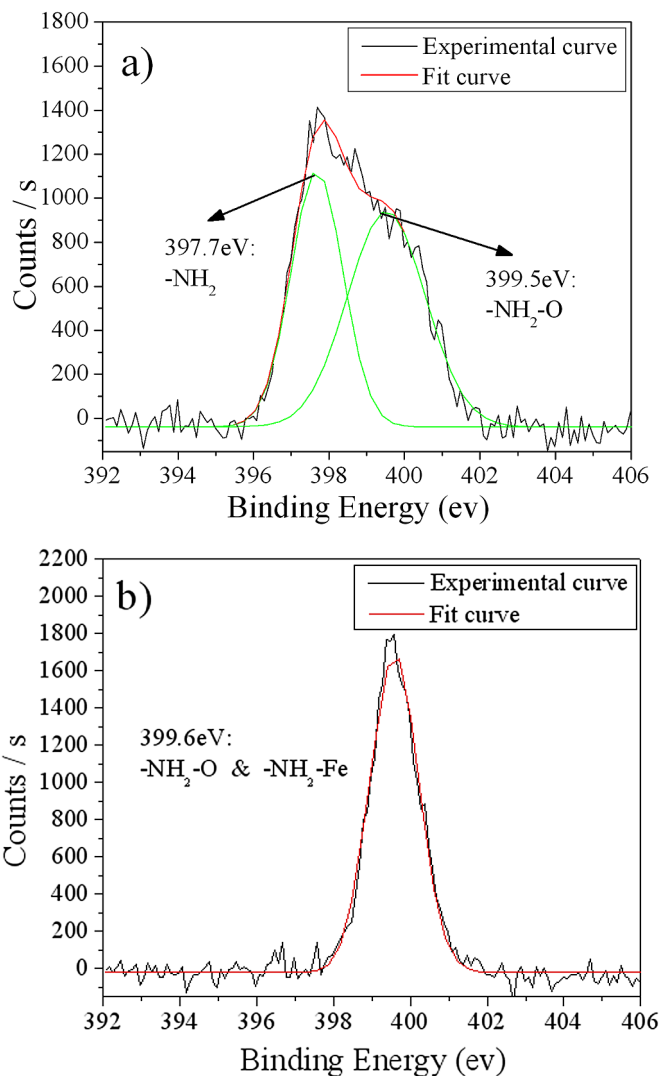 a)
Experimental curve
Fit curve
1800
1600
1400
1200
1000
800
600
400
200
0
Counts / s
397.7eV:
-NH₂
399.5eV:
-NH₂-O
392 394 396 398 400 402 404 406
Binding Energy (ev)
b)
Experimental curve
Fit curve
2200
2000
1800
1600
1400
1200
1000
800
600
400
200
0
Counts / s
399.6eV:
-NH₂-O & -NH₂-Fe
392 394 396 398 400 402 404 406
Binding Energy (ev)